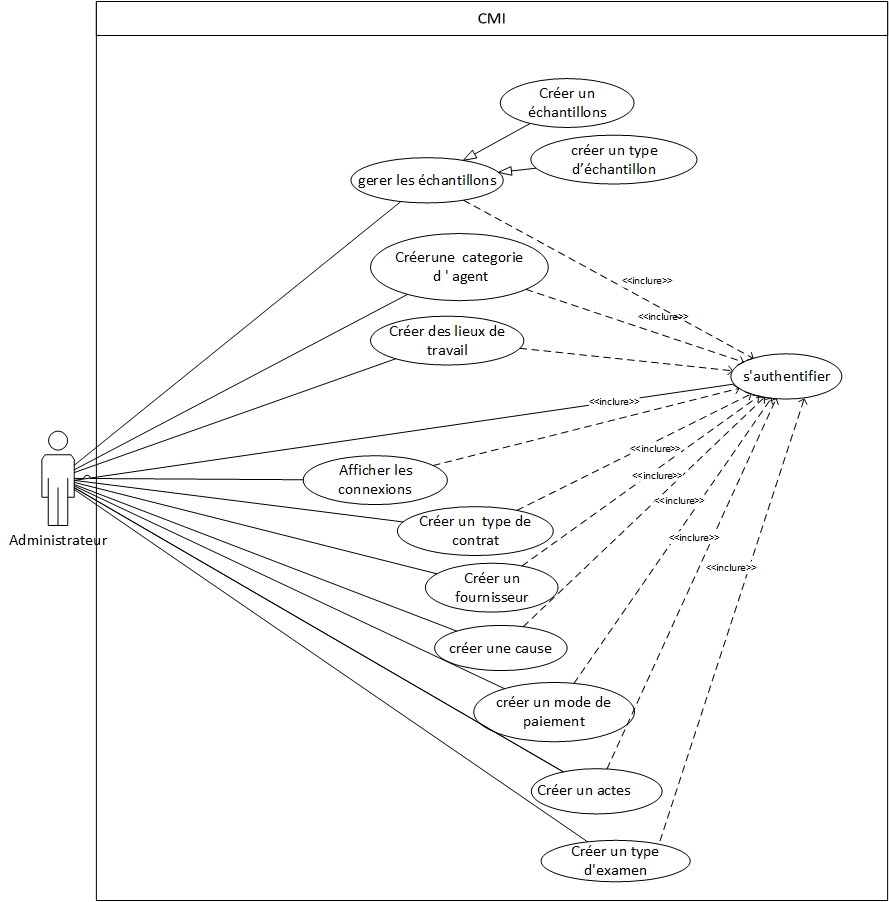 CMI
Créer un
échantillons
créer un type
d’échantillon
gerer les échantillons
Créerune categorie
d ' agent
<<inclure>>
<<inclure>>
Créer des lieux de
travail
s'authentifier
<<inclure>>
Administrateur
Afficher les
connexions
<<inclure>>
<<inclure>>
<<inclure>>
Créer un type de
contrat
<<inclure>>
<<inclure>>
Créer un
fournisseur
créer une cause
créer un mode de
paiement
Créer un actes
Créer un type
d'examen